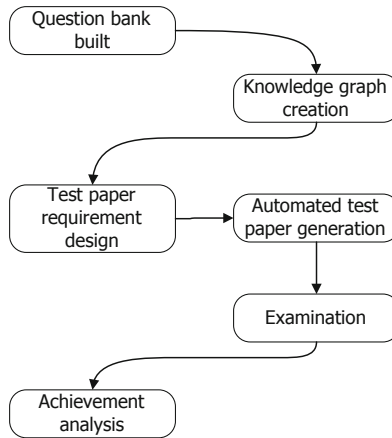 Question bank
built
Knowledge graph
creation
Test paper
requirement
design
Automated test
paper generation
Examination
Achievement
analysis